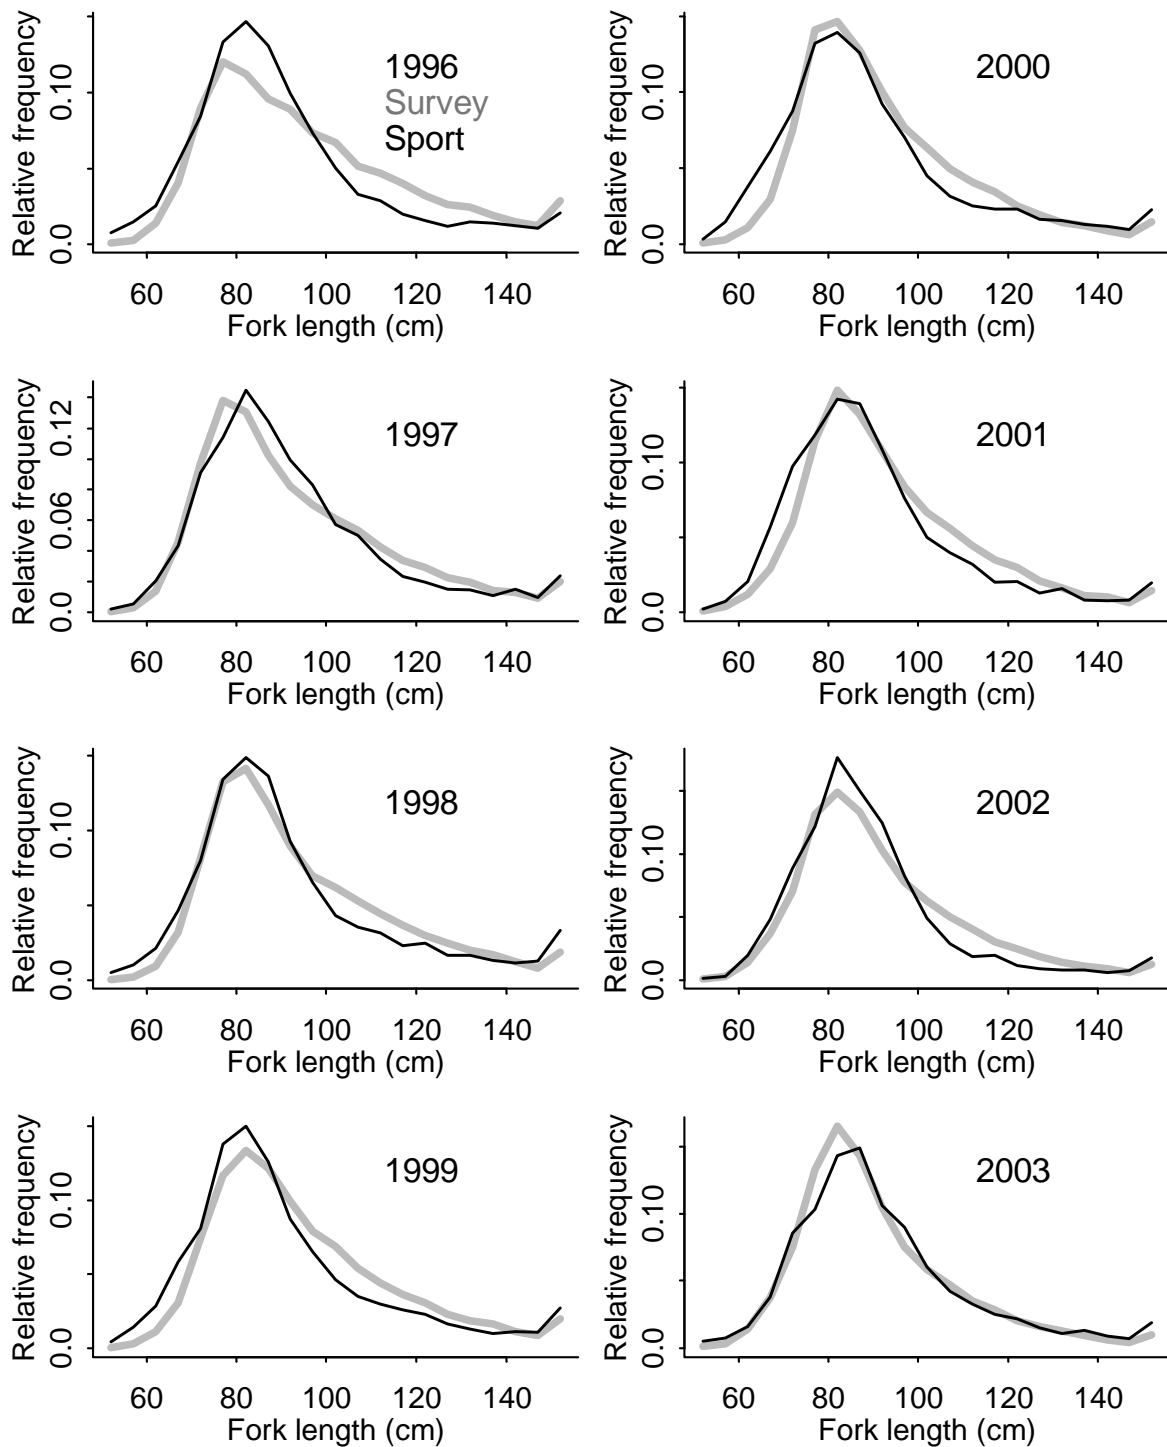 Relative frequency
0.0
0.10
1996
Survey
Sport
60 80 100 120 140
Fork length (cm)
Relative frequency
0.0
0.10
2000
60 80 100 120 140
Fork length (cm)
Relative frequency
0.0
0.06
0.12
1997
60 80 100 120 140
Fork length (cm)
Relative frequency
0.0
0.10
2001
60 80 100 120 140
Fork length (cm)
Relative frequency
0.0
0.10
1998
60 80 100 120 140
Fork length (cm)
Relative frequency
0.0
0.10
2002
60 80 100 120 140
Fork length (cm)
Relative frequency
0.0
0.10
1999
60 80 100 120 140
Fork length (cm)
Relative frequency
0.0
0.10
2003
60 80 100 120 140
Fork length (cm)